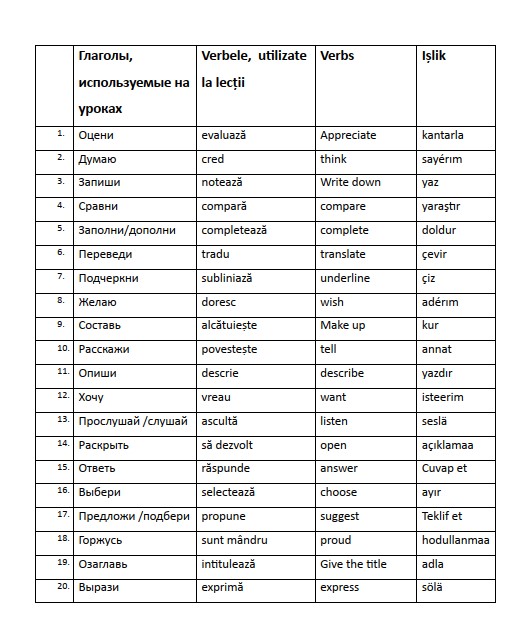 Глаголы, используемые на уроках | Verbele, utilizate la lecții | Verbs | Işlik
1. Оцени | evaluază | Appreciate | kantarla
2. Думаю | cred | think | sayérım
3. Запиши | notează | Write down | yaz
4. Сравни | compară | compare | yaraştır
5. Заполни/дополни | completează | complete | doldur
6. Переведи | tradu | translate | çevir
7. Подчеркни | subliniază | underline | çiz
8. Желаю | doresc | wish | adérım
9. Составь | alcătuiește | Make up | kur
10. Расскажи | povestește | tell | annat
11. Опиши | descrie | describe | yazdır
12. Хочу | vreau | want | isteerim
13. Прослушай /слушай | ascultă | listen | seslä
14. Раскрыть | să dezvolt | open | açıklamaa
15. Ответь | răspunde | answer | Cuvap et
16. Выбери | selectează | choose | ayır
17. Предложи /подбери | propune | suggest | Teklif et
18. Горжусь | sunt mândru | proud | hodullanmaa
19. Озаглавь | intitulează | Give the title | adla
20. Вырази | exprimă | express | sölä